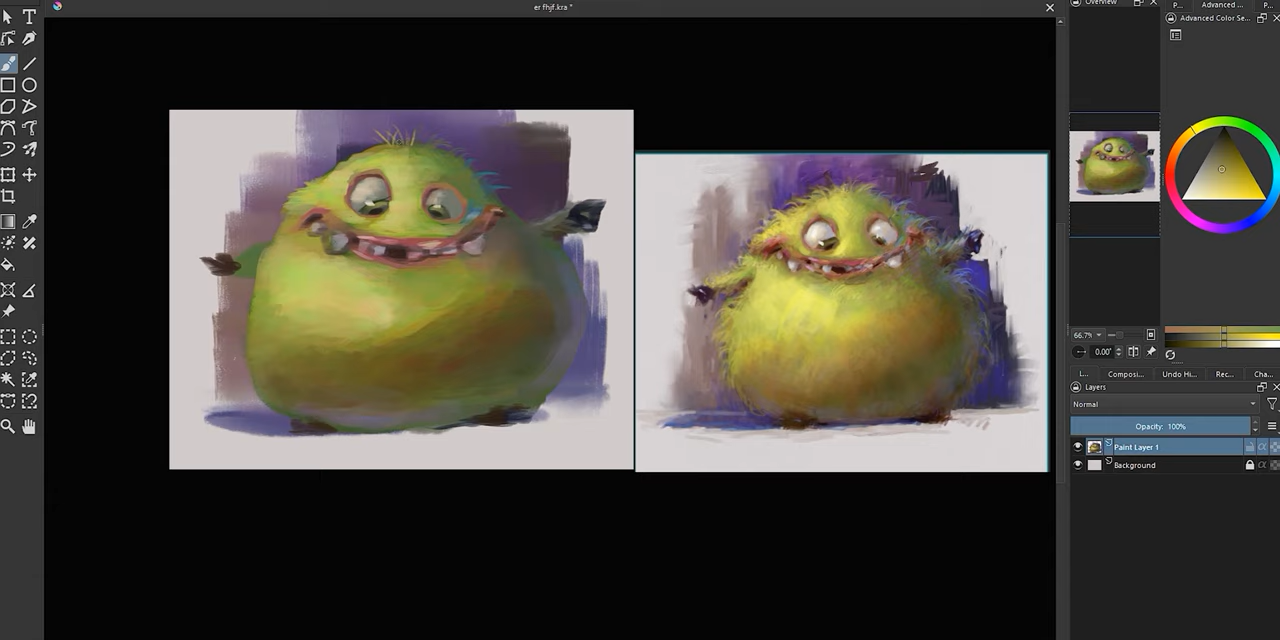 er fhjf.kra *
Overview
P...
Advanced ...
P...
Advanced Color Se...
66.7%
0.00°
L...
Composi...
Undo Hi...
Rec...
Cha...
Layers
Normal
Opacity: 100%
Paint Layer 1
Background